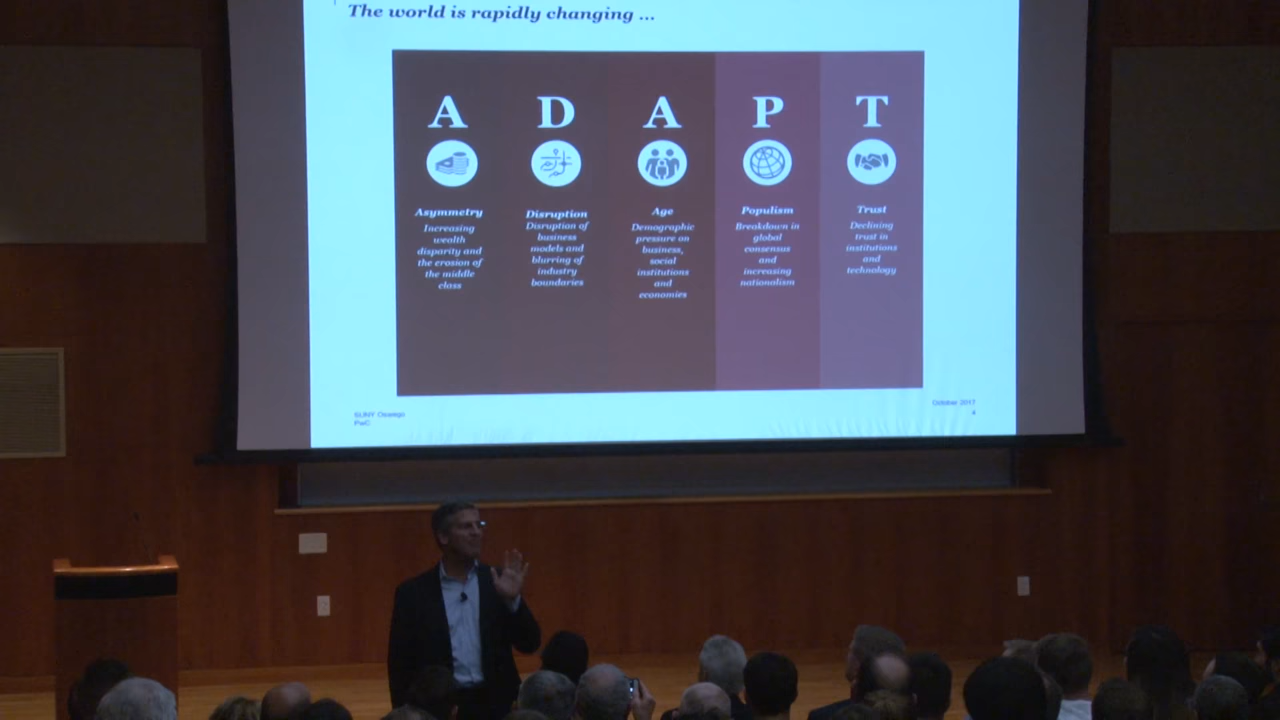 The world is rapidly changing ...
A D A P T
Asymmetry
Increasing
wealth
disparity and
the erosion of
the middle
class
Disruption
Disruption of
business
models and
blurring of
industry
boundaries
Age
Demographic
pressure on
business,
social
institutions
and
economies
Populism
Breakdown in
global
consensus
and
increasing
nationalism
Trust
Declining
trust in
institutions
and
technology
SUNY Oswego
PwC
October 2017
4